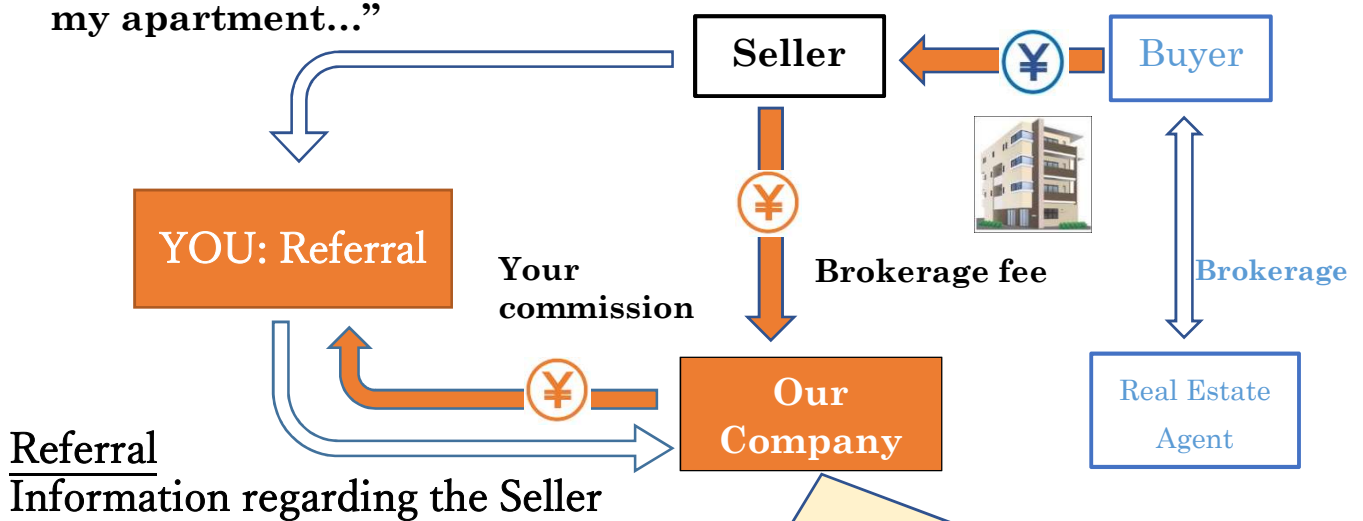 my apartment...”
Seller
¥
Buyer
YOU: Referral
¥
Your
commission
Brokerage fee
Brokerage
¥
Our
Company
Real Estate
Agent
Referral
Information regarding the Seller